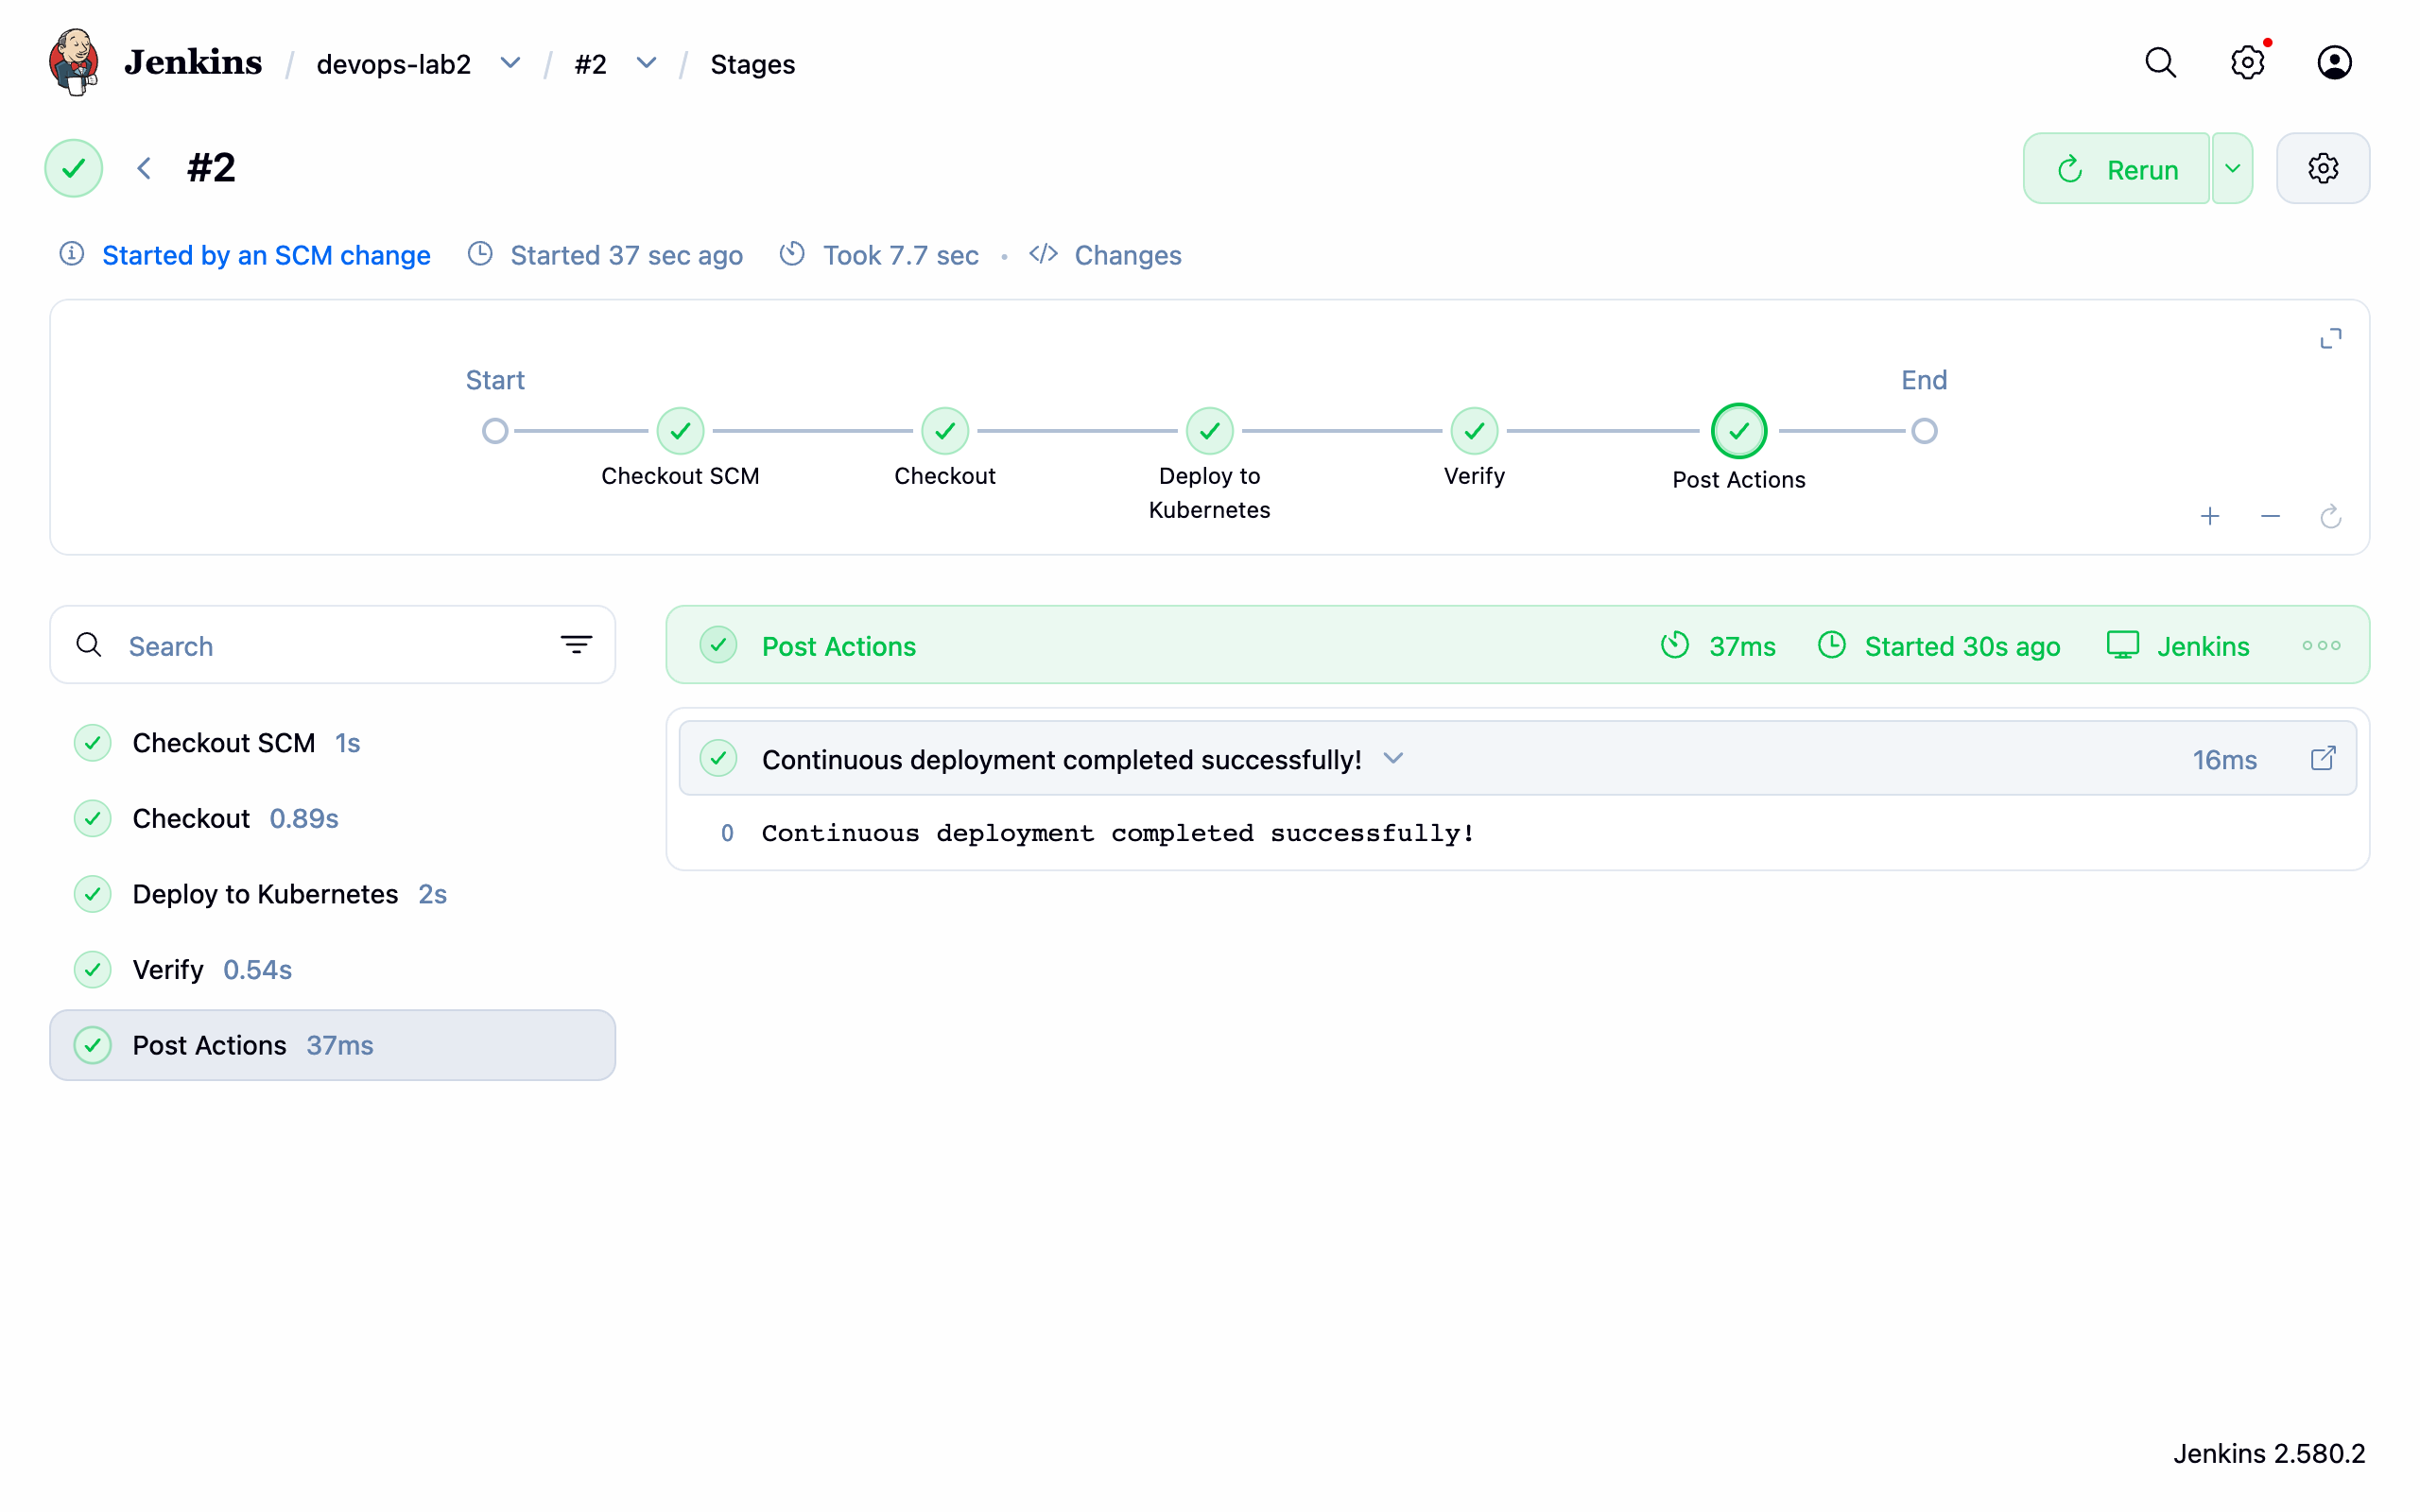 Jenkins / devops-lab2 / #2 / Stages
#2
Rerun
Started by an SCM change Started 37 sec ago Took 7.7 sec • </> Changes
Start
End
Checkout SCM
Checkout
Deploy to
Kubernetes
Verify
Post Actions
Search
Checkout SCM 1s
Checkout 0.89s
Deploy to Kubernetes 2s
Verify 0.54s
Post Actions 37ms
Post Actions 37ms Started 30s ago Jenkins
Continuous deployment completed successfully! 16ms
0 Continuous deployment completed successfully!
Jenkins 2.580.2